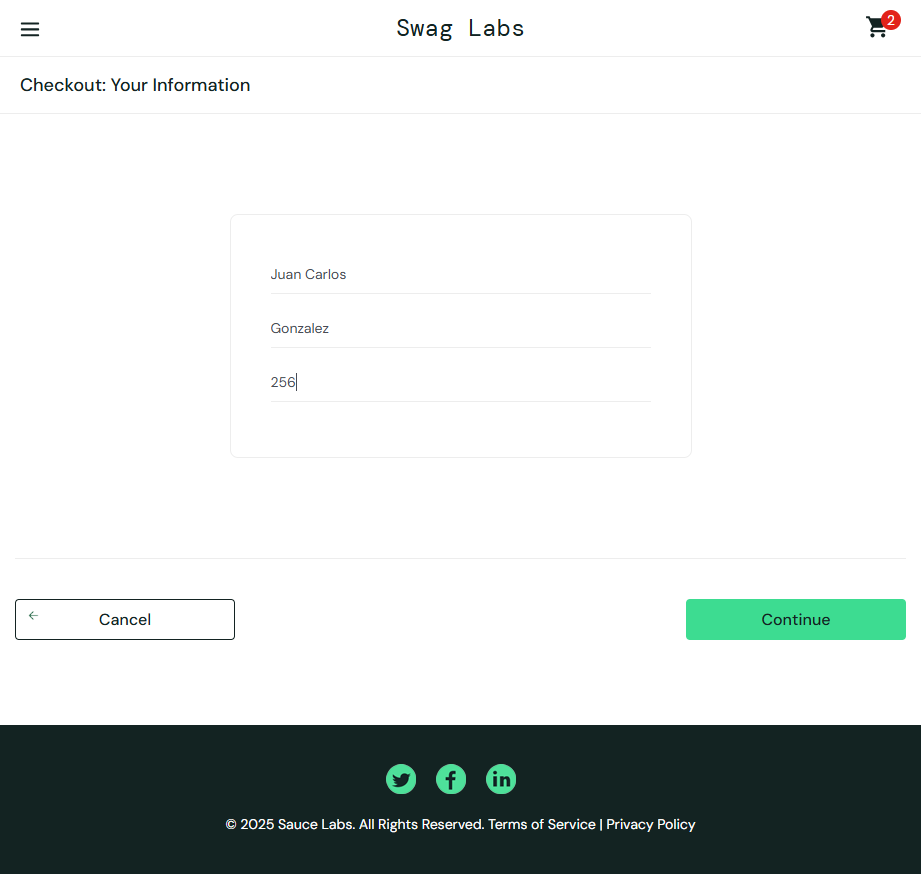 Swag Labs
2
Checkout: Your Information
Juan Carlos
Gonzalez
256
Cancel
Continue
© 2025 Sauce Labs. All Rights Reserved. Terms of Service | Privacy Policy